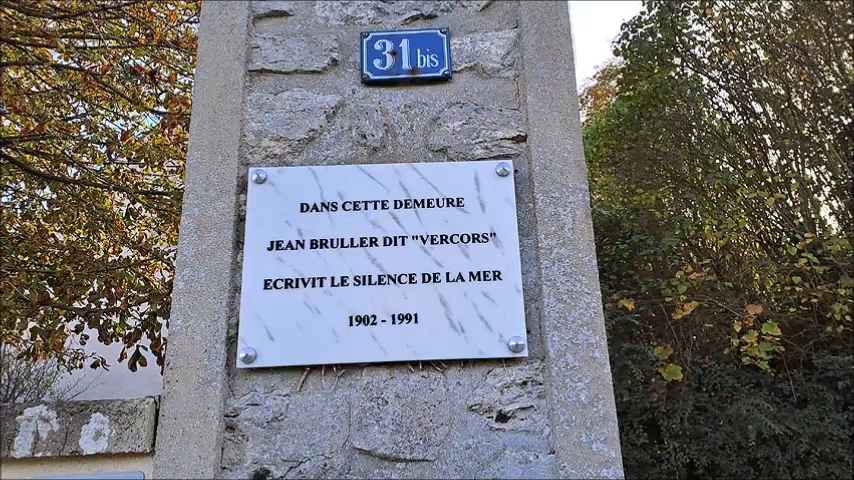 31 bis
DANS CETTE DEMEURE
JEAN BRULLER DIT "VERCORS"
ECRIVIT LE SILENCE DE LA MER
1902 - 1991